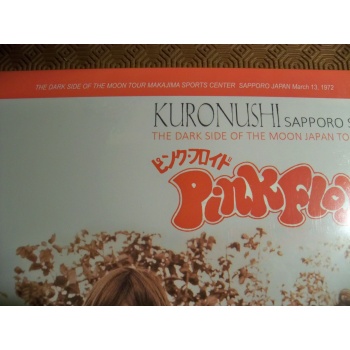 THE DARK SIDE OF THE MOON TOUR MAKAJIMA SPORTS CENTER SAPPORO JAPAN March 13, 1972
KURONUSHI SAPPORO S
THE DARK SIDE OF THE MOON JAPAN TO
ピンク・フロイド
Pink Flo